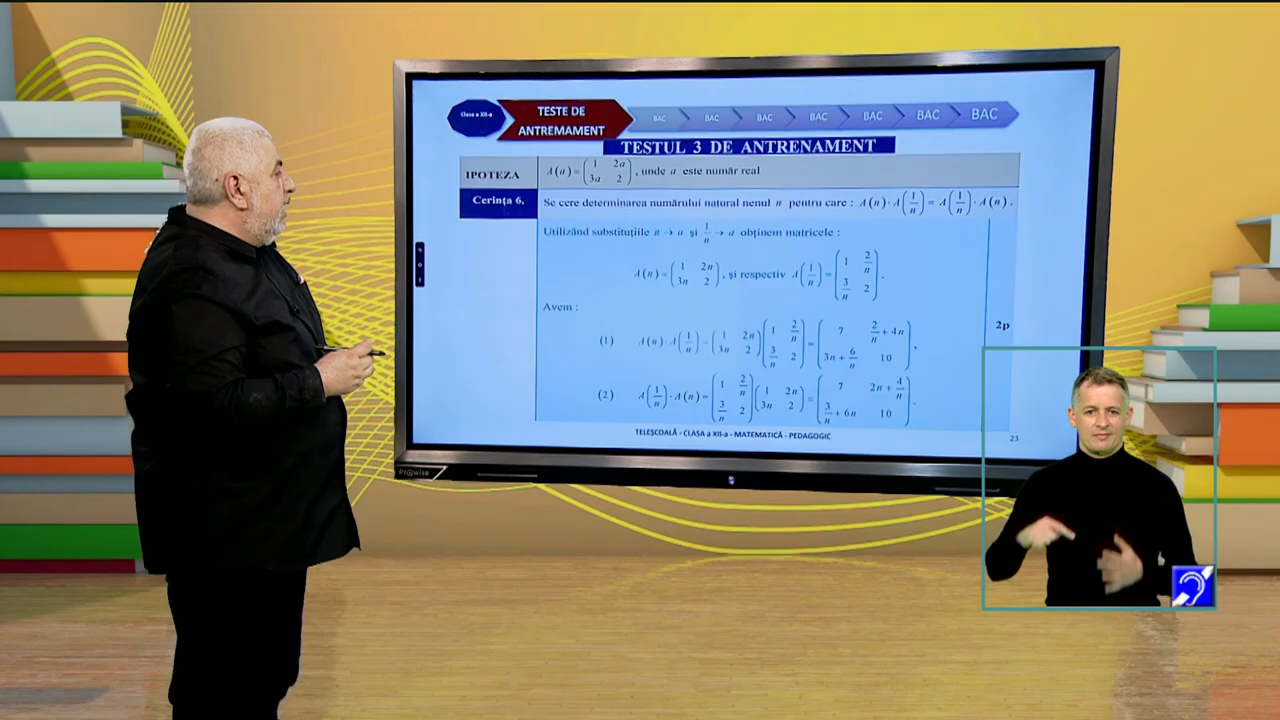 Clasa a XII-a
TESTE DE
ANTREMAMENT
BAC BAC BAC BAC BAC BAC BAC
TESTUL 3 DE ANTRENAMENT
IPOTEZA
A(a) = (1 2a; 3a 2), unde a este număr real
Cerința 6.
Se cere determinarea numărului natural nenul n pentru care : A(n)·A(1/n) = A(1/n)·A(n).
Utilizând substituțiile n → a și 1/n → a obținem matricele :
A(n) = (1 2n; 3n 2), și respectiv A(1/n) = (1 2/n; 3/n 2).
Avem :
(1) A(n)·A(1/n) = (1 2n; 3n 2)(1 2/n; 3/n 2) = (7 2/n + 4n; 3n + 6/n 10),
2p
(2) A(1/n)·A(n) = (1 2/n; 3/n 2)(1 2n; 3n 2) = (7 2n + 4/n; 3/n + 6n 10).
TELEȘCOALĂ - CLASA a XII-a - MATEMATICĂ - PEDAGOGIC
23
Prowise